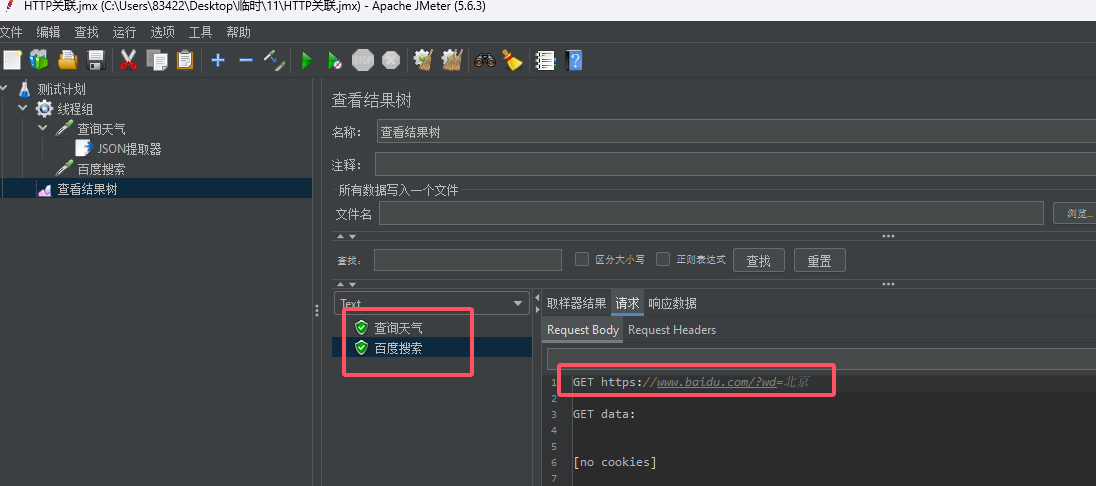 HTTP关联.jmx (C:\Users\83422\Desktop\临时\11\HTTP关联.jmx) - Apache JMeter (5.6.3)
文件 编辑 查找 运行 选项 工具 帮助
STOP
测试计划
线程组
查询天气
JSON提取器
百度搜索
查看结果树
查看结果树
名称： 查看结果树
注释：
所有数据写入一个文件
文件名 浏览...
查找： 区分大小写 正则表达式 查找 重置
Text
查询天气
百度搜索
取样器结果 请求 响应数据
Request Body Request Headers
1 GET https://www.baidu.com/?wd=北京
2
3 GET data:
4
5
6 [no cookies]
7